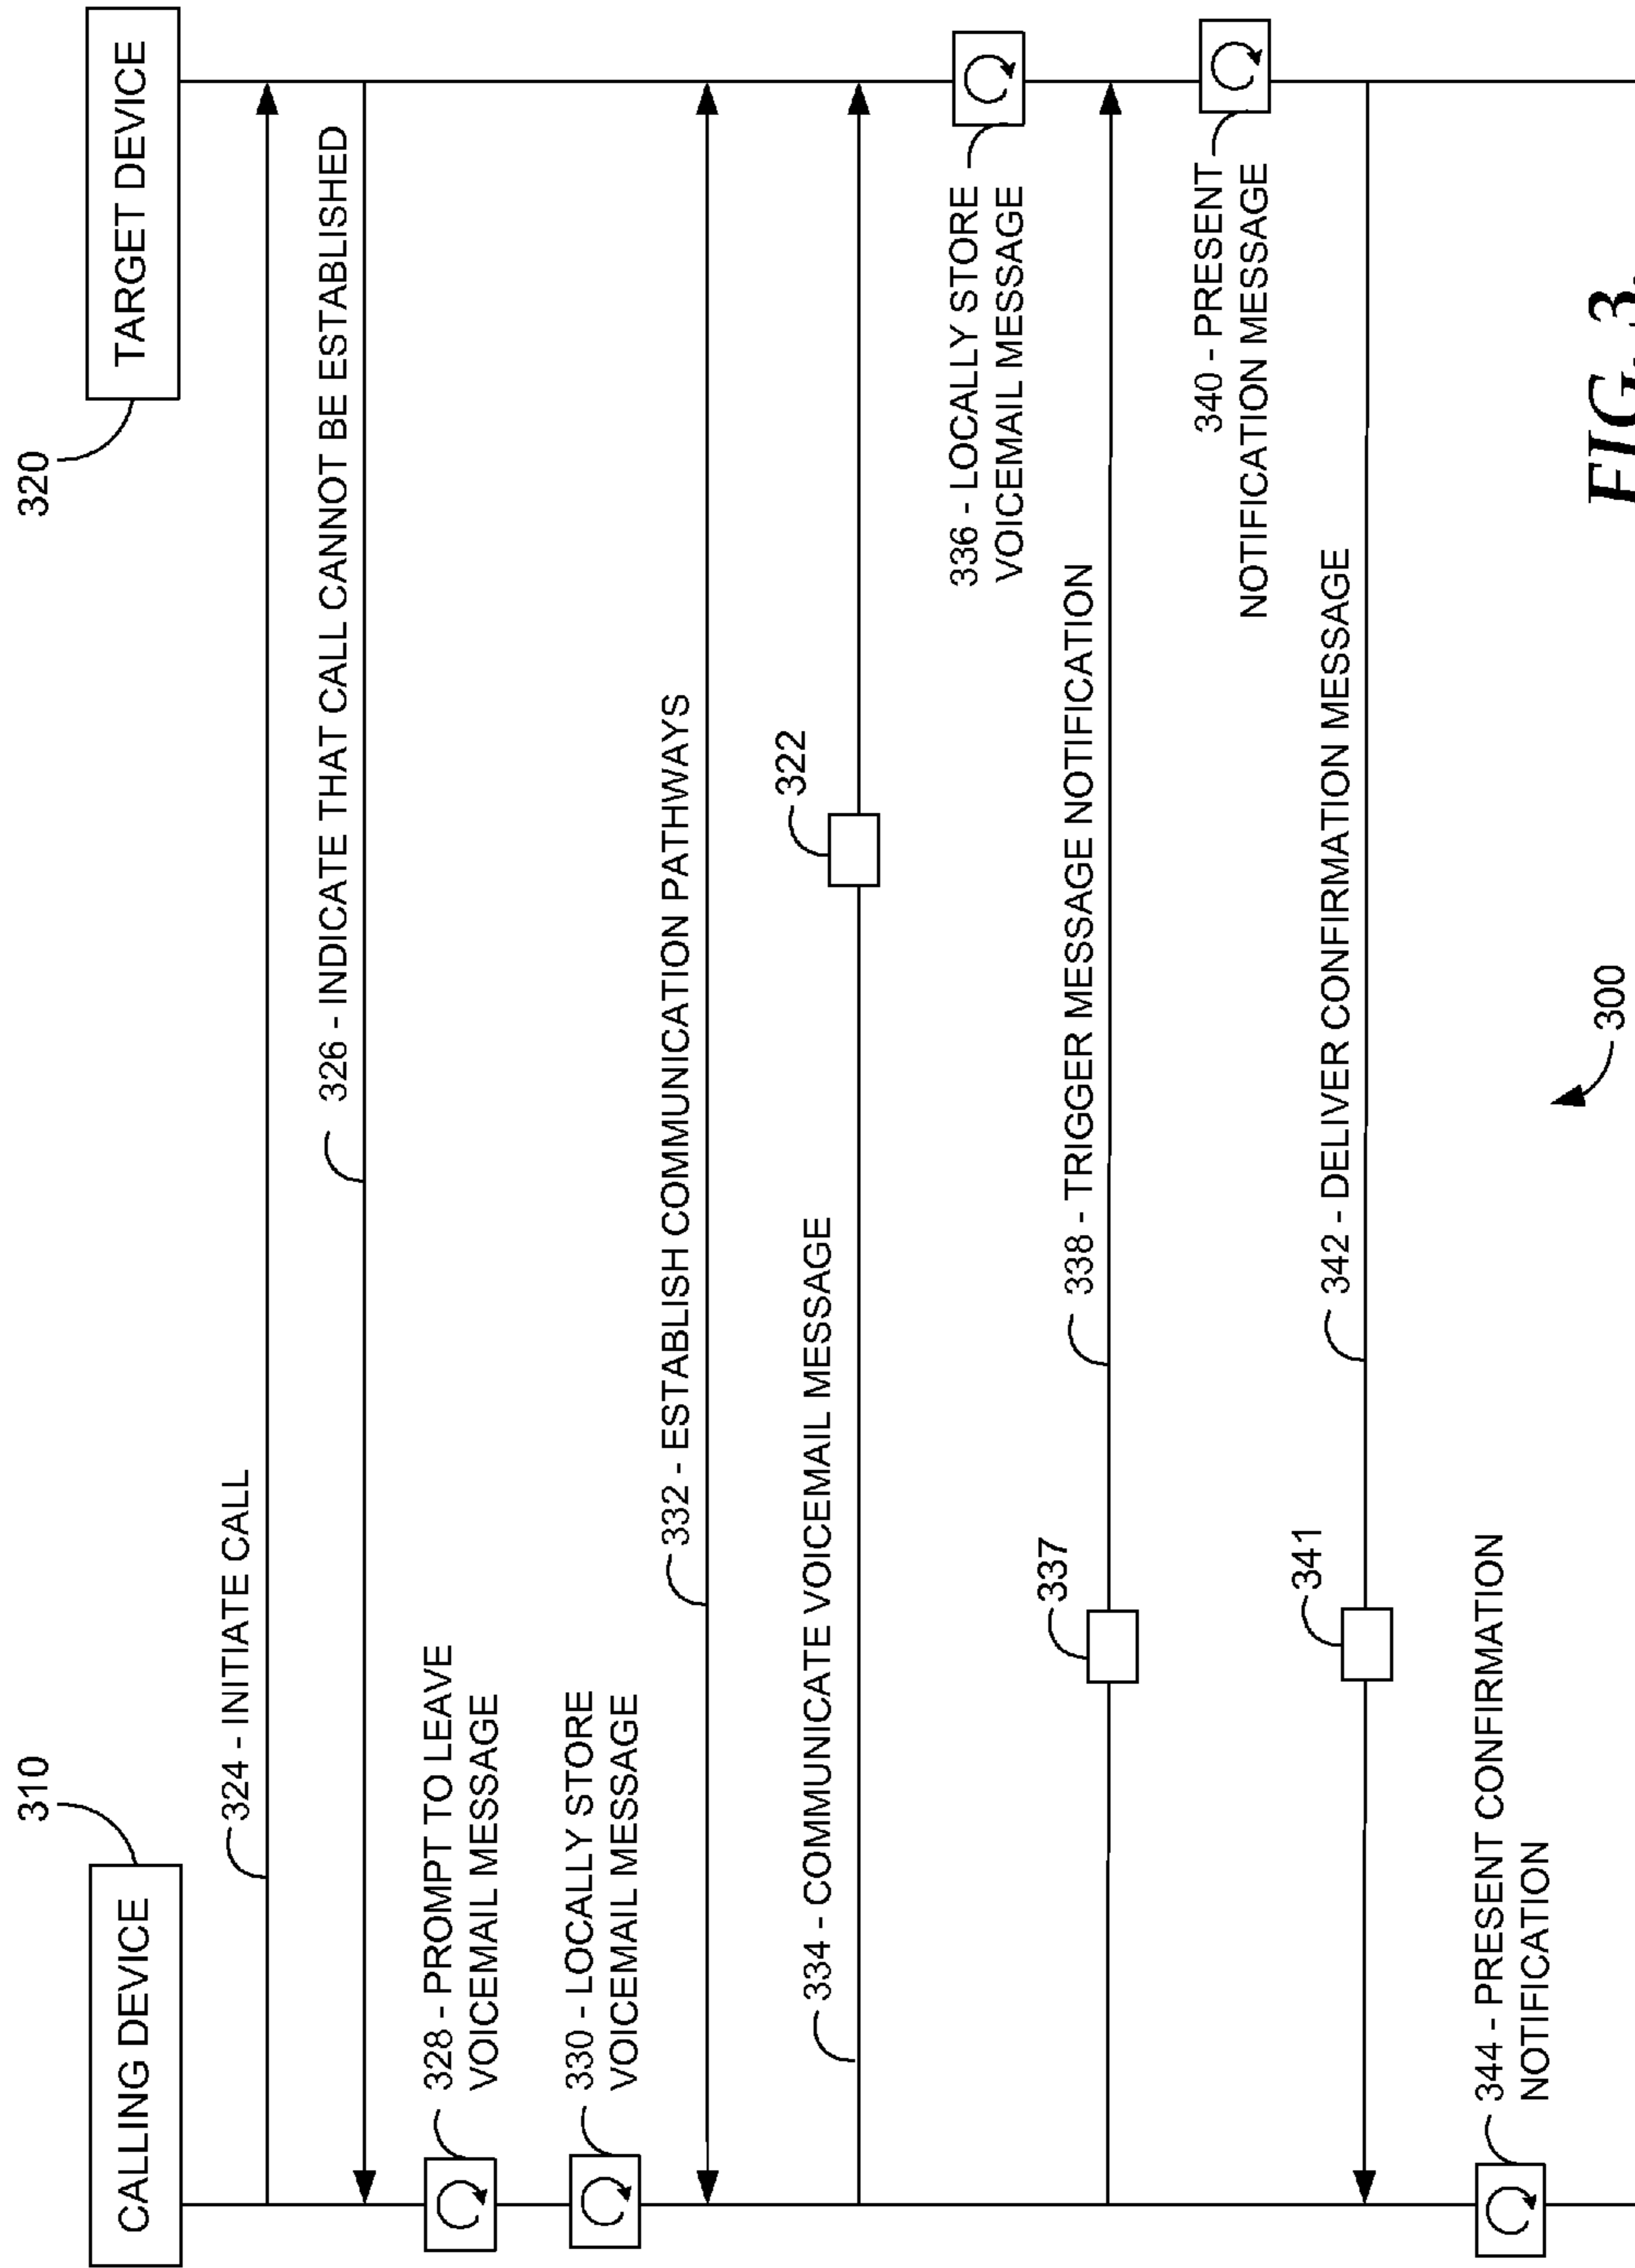 310
320
CALLING DEVICE
TARGET DEVICE
324 - INITIATE CALL
326 - INDICATE THAT CALL CANNOT BE ESTABLISHED
328 - PROMPT TO LEAVE
VOICEMAIL MESSAGE
330 - LOCALLY STORE
VOICEMAIL MESSAGE
332 - ESTABLISH COMMUNICATION PATHWAYS
322
334 - COMMUNICATE VOICEMAIL MESSAGE
336 - LOCALLY STORE
VOICEMAIL MESSAGE
337
338 - TRIGGER MESSAGE NOTIFICATION
340 - PRESENT
NOTIFICATION MESSAGE
341
342 - DELIVER CONFIRMATION MESSAGE
344 - PRESENT CONFIRMATION
NOTIFICATION
300
FIG. 3.